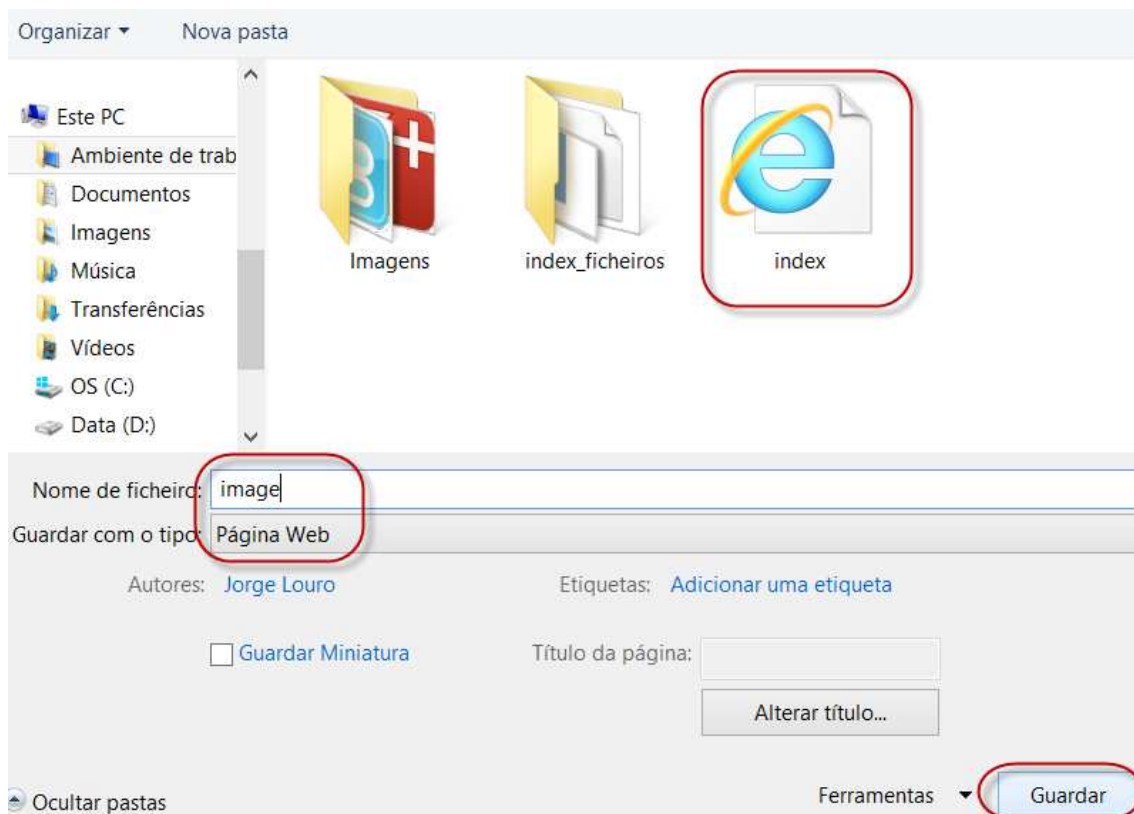 Organizar Nova pasta
Este PC
Ambiente de trab
Documentos
Imagens
Música
Transferências
Vídeos
OS (C:)
Data (D:)
Imagens index_ficheiros index
Nome de ficheiro: image
Guardar com o tipo: Página Web
Autores: Jorge Louro Etiquetas: Adicionar uma etiqueta
Guardar Miniatura Título da página:
Alterar título...
Ocultar pastas Ferramentas Guardar